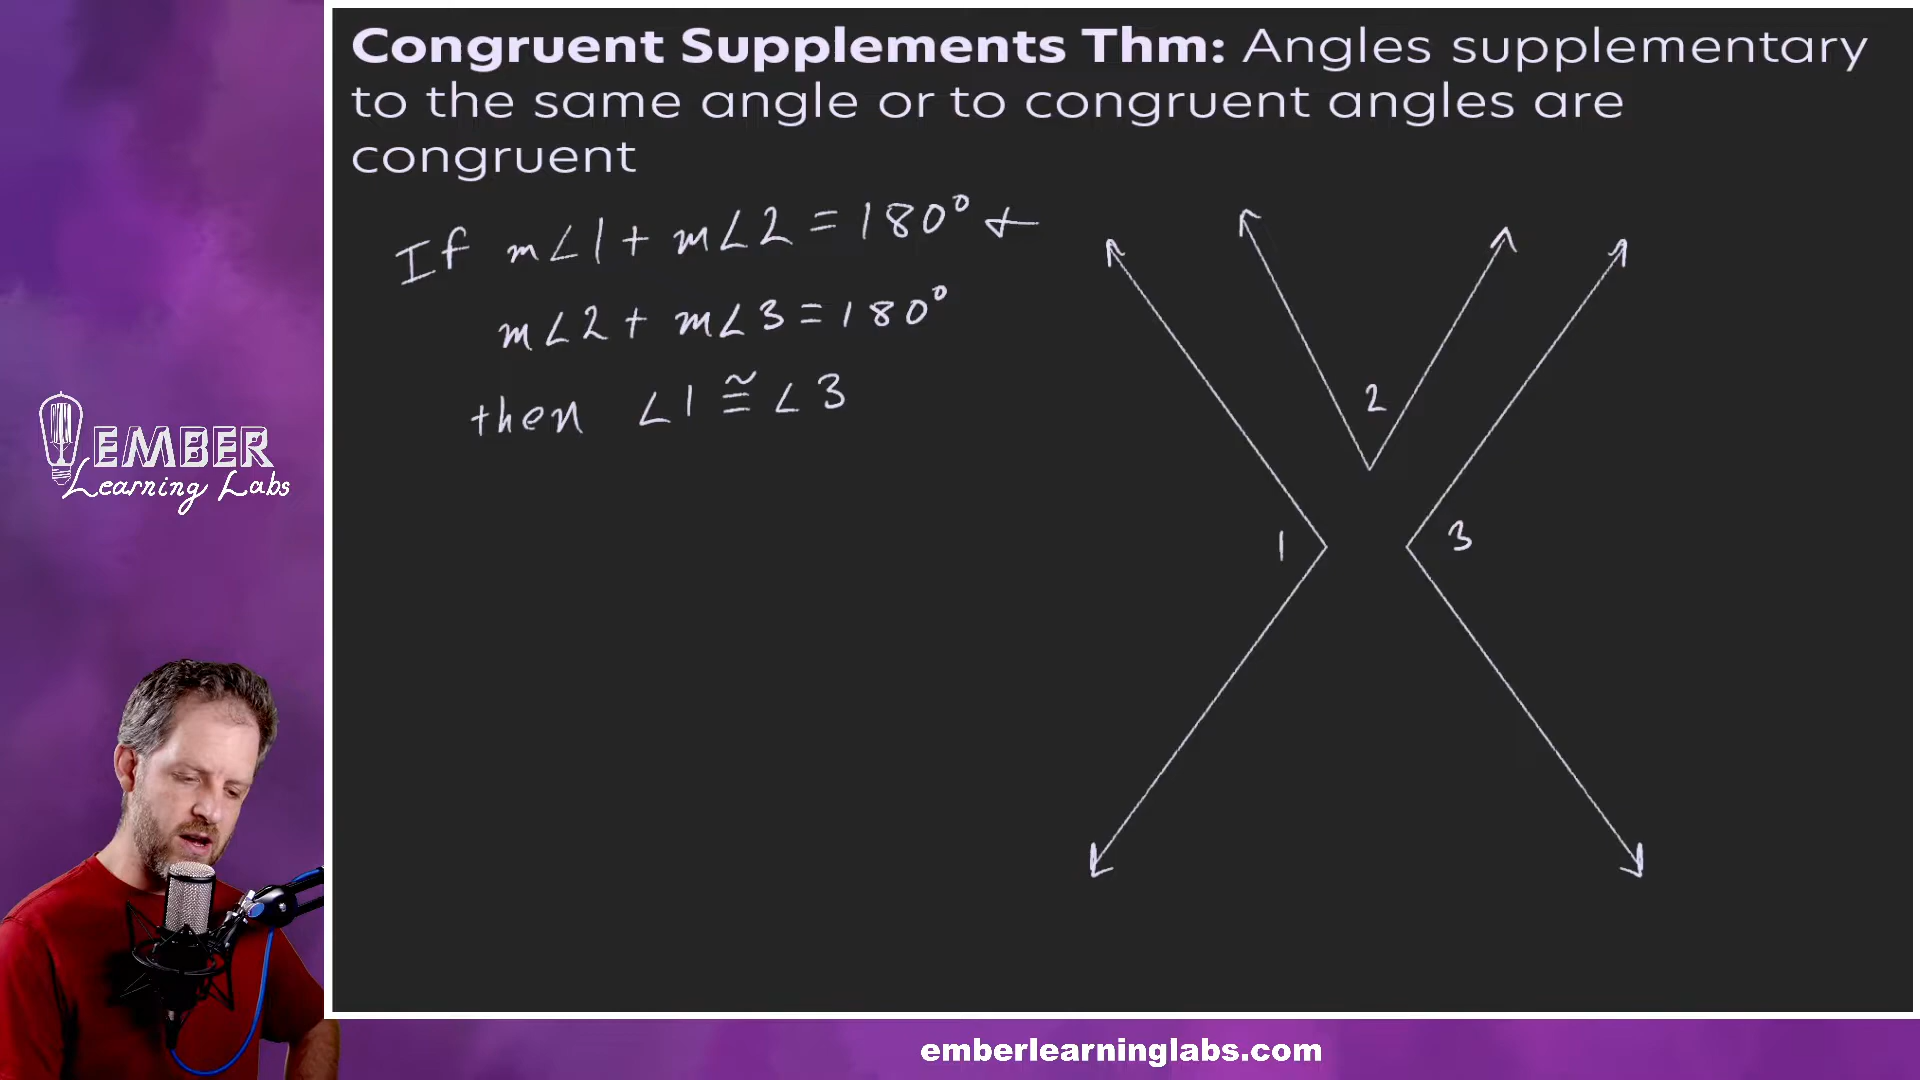 Congruent Supplements Thm: Angles supplementary
to the same angle or to congruent angles are
congruent
If m∠1 + m∠2 = 180° &
m∠2 + m∠3 = 180°
then ∠1 ≅ ∠3
2
1
3
EMBER
Learning Labs
emberlearninglabs.com